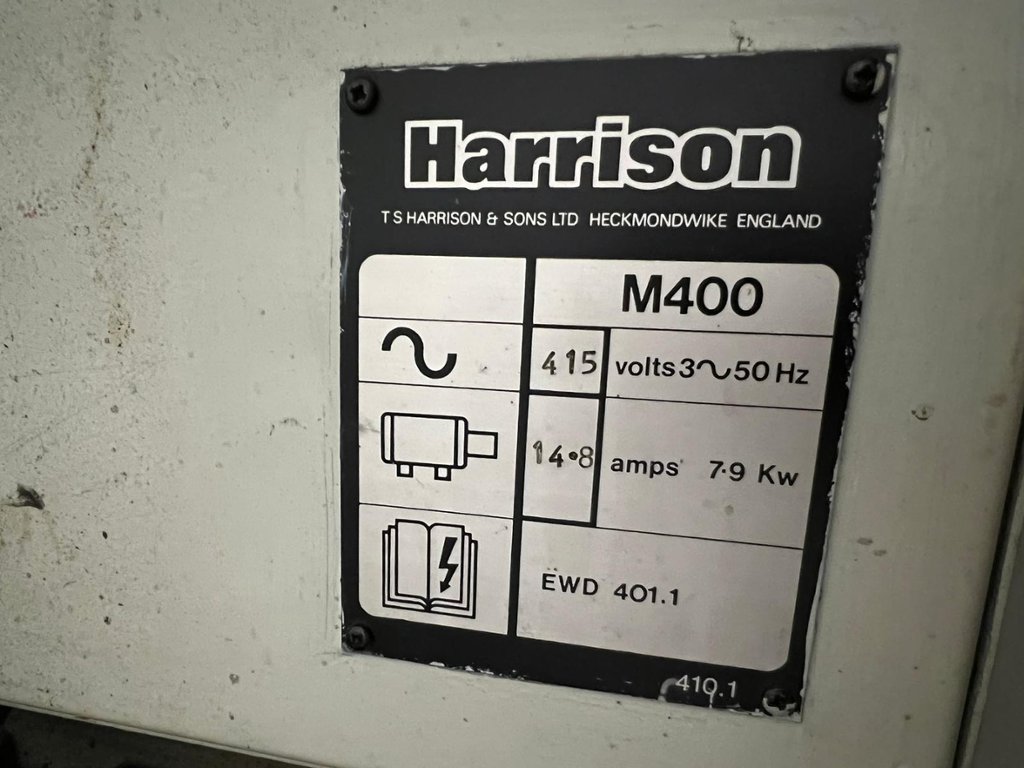 Harrison
T S HARRISON & SONS LTD HECKMONDWIKE ENGLAND
M400
415 volts 3~50 Hz
14·8 amps 7·9 Kw
EWD 401.1
410.1